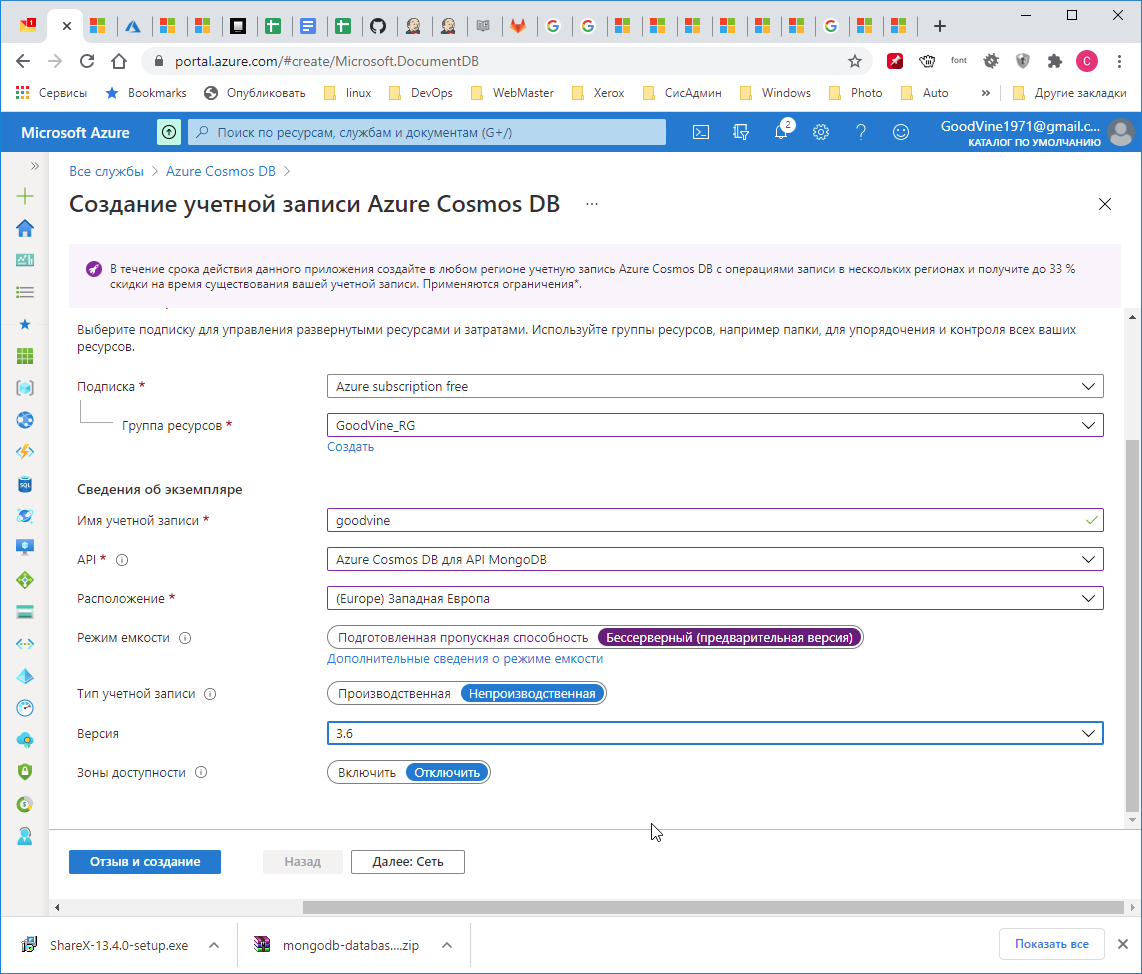 1
portal.azure.com/#create/Microsoft.DocumentDB
font
C
Сервисы
Bookmarks
Опубликовать
linux
DevOps
WebMaster
Xerox
СисАдмин
Windows
Photo
Auto
»
Другие закладки
Microsoft Azure
Поиск по ресурсам, службам и документам (G+/)
2
GoodVine1971@gmail.c...
КАТАЛОГ ПО УМОЛЧАНИЮ
Все службы > Azure Cosmos DB >
Создание учетной записи Azure Cosmos DB ...
В течение срока действия данного приложения создайте в любом регионе учетную запись Azure Cosmos DB с операциями записи в нескольких регионах и получите до 33 %
скидки на время существования вашей учетной записи. Применяются ограничения*.
Выберите подписку для управления развернутыми ресурсами и затратами. Используйте группы ресурсов, например папки, для упорядочения и контроля всех ваших
ресурсов.
Подписка *
Azure subscription free
Группа ресурсов *
GoodVine_RG
Создать
Сведения об экземпляре
Имя учетной записи *
goodvine
API *
Azure Cosmos DB для API MongoDB
Расположение *
(Europe) Западная Европа
Режим емкости
Подготовленная пропускная способность
Бессерверный (предварительная версия)
Дополнительные сведения о режиме емкости
Тип учетной записи
Производственная
Непроизводственная
Версия
3.6
Зоны доступности
Включить
Отключить
SQL
Отзыв и создание
Назад
Далее: Сеть
ShareX-13.4.0-setup.exe
mongodb-databas....zip
Показать все